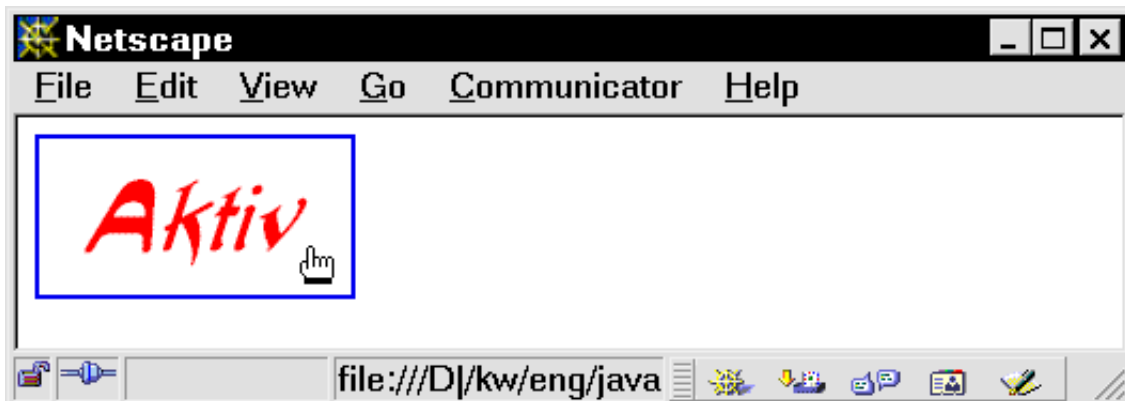 Netscape
File Edit View Go Communicator Help
Aktiv
file:///D|/kw/eng/java